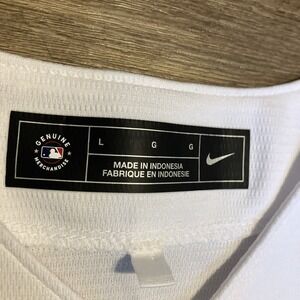 GENUINE
MERCHANDISE
L G G
MADE IN INDONESIA
FABRIQUE EN INDONESIE